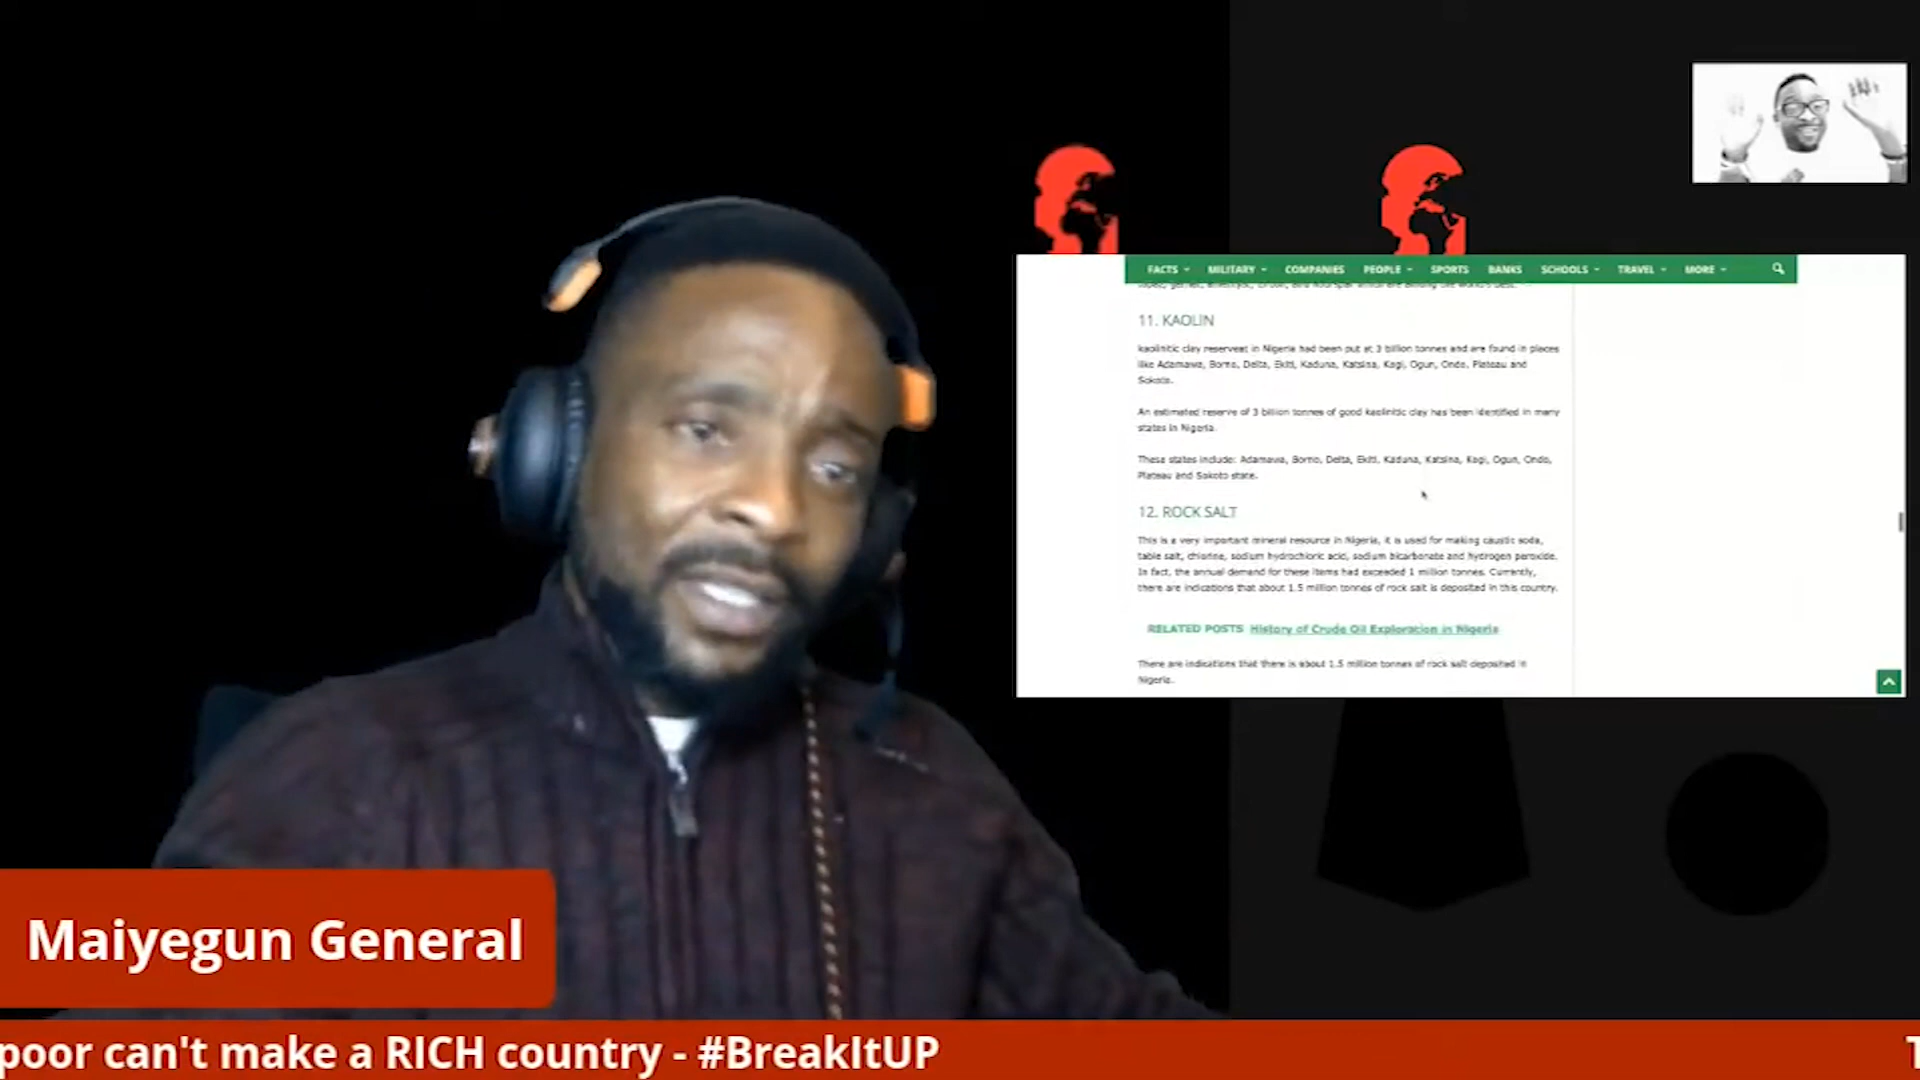 FACTS MILITARY COMPANIES PEOPLE SPORTS BANKS SCHOOLS TRAVEL MORE
11. KAOLIN
kaolinitic clay reserveat in Nigeria had been put at 3 billion tonnes and are found in places
like Adamawa, Borno, Delta, Ekiti, Kaduna, Katsina, Kogi, Ogun, Ondo, Plateau and
Sokoto.
An estimated reserve of 3 billion tonnes of good kaolinitic clay has been identified in many
states in Nigeria.
These states include: Adamawa, Borno, Delta, Ekiti, Kaduna, Katsina, Kogi, Ogun, Ondo,
Plateau and Sokoto state.
12. ROCK SALT
This is a very important mineral resource in Nigeria, it is used for making caustic soda,
table salt, chlorine, sodium hydrochloric acid, sodium bicarbonate and hydrogen peroxide.
In fact, the annual demand for these items had exceeded 1 million tonnes. Currently,
there are indications that about 1.5 million tonnes of rock salt is deposited in this country.
RELATED POSTS History of Crude Oil Exploration in Nigeria
There are indications that there is about 1.5 million tonnes of rock salt deposited in
Nigeria.
Maiyegun General
poor can't make a RICH country - #BreakItUP